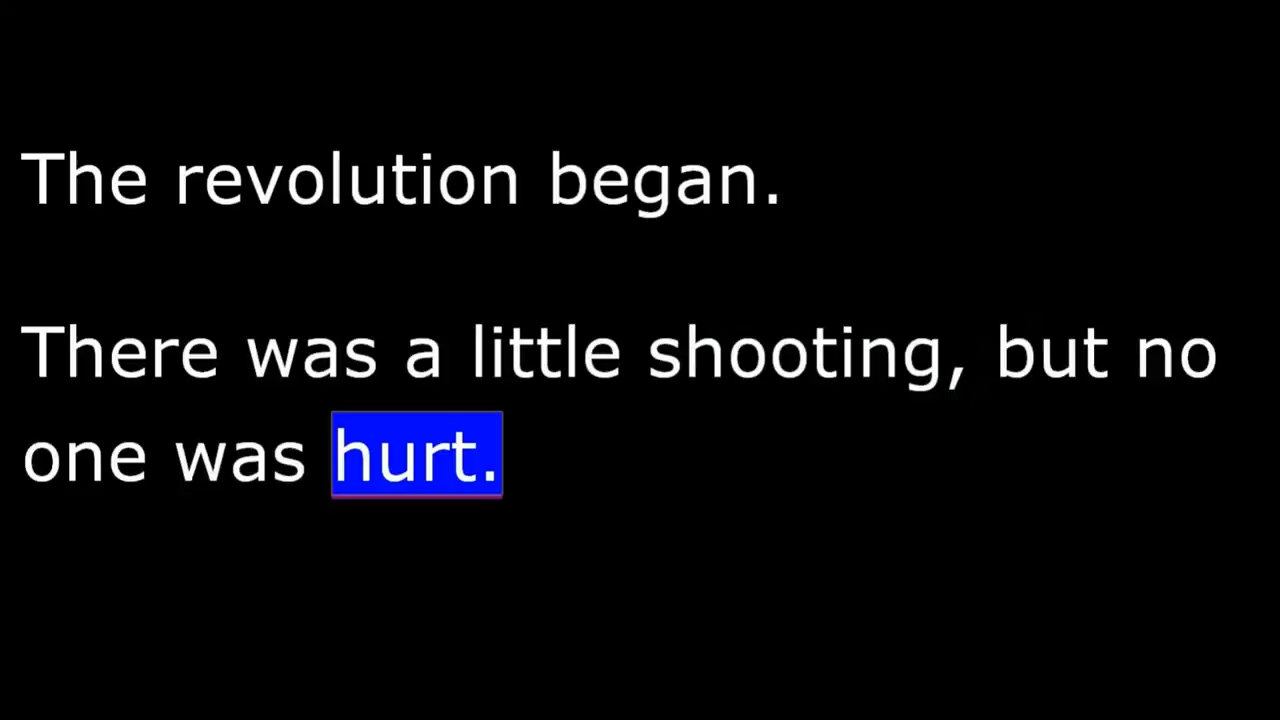 The revolution began.
There was a little shooting, but no
one was hurt.